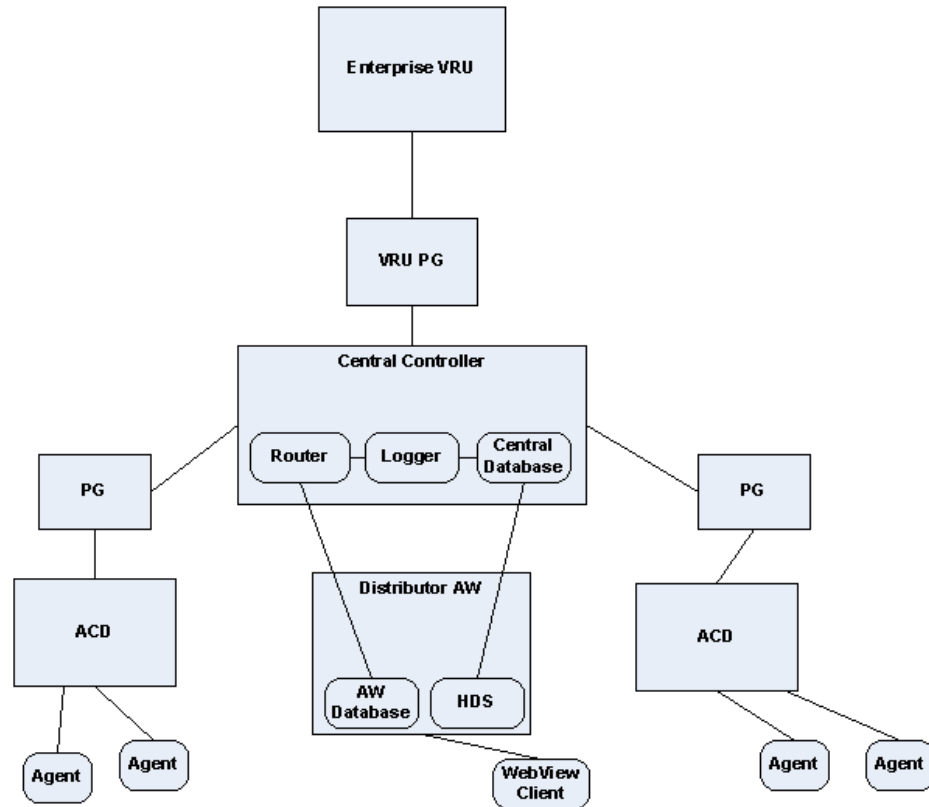 Enterprise VRU
VRU PG
Central Controller
Router
Logger
Central
Database
PG
PG
Distributor AW
ACD
ACD
AW
Database
HDS
Agent
Agent
WebView
Client
Agent
Agent